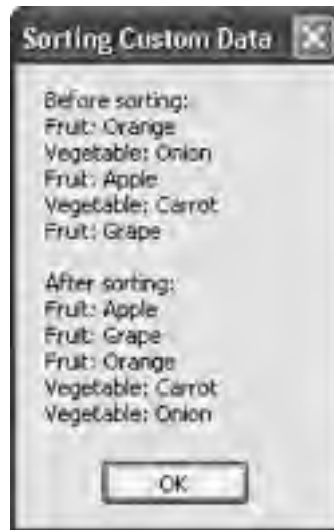 Sorting Custom Data
Before sorting:
Fruit: Orange
Vegetable: Onion
Fruit: Apple
Vegetable: Carrot
Fruit: Grape
After sorting:
Fruit: Apple
Fruit: Grape
Fruit: Orange
Vegetable: Carrot
Vegetable: Onion
OK